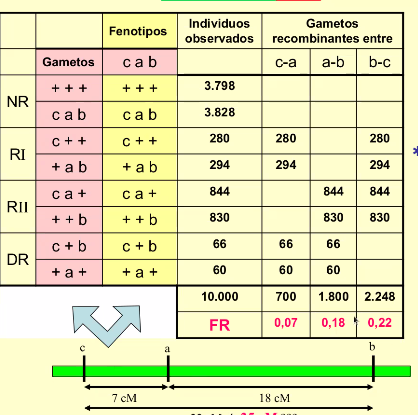 Fenotipos Individuos observados Gametos recombinantes entre
Gametos c a b c-a a-b b-c
NR + + + + + + 3.798
c a b c a b 3.828
RI c + + c + + 280 280 280
+ a b + a b 294 294 294
RII c a + c a + 844 844 844
+ + b + + b 830 830 830
DR c + b c + b 66 66 66
+ a + + a + 60 60 60
10.000 700 1.800 2.248
FR 0,07 0,18 0,22
c a b
7 cM 18 cM